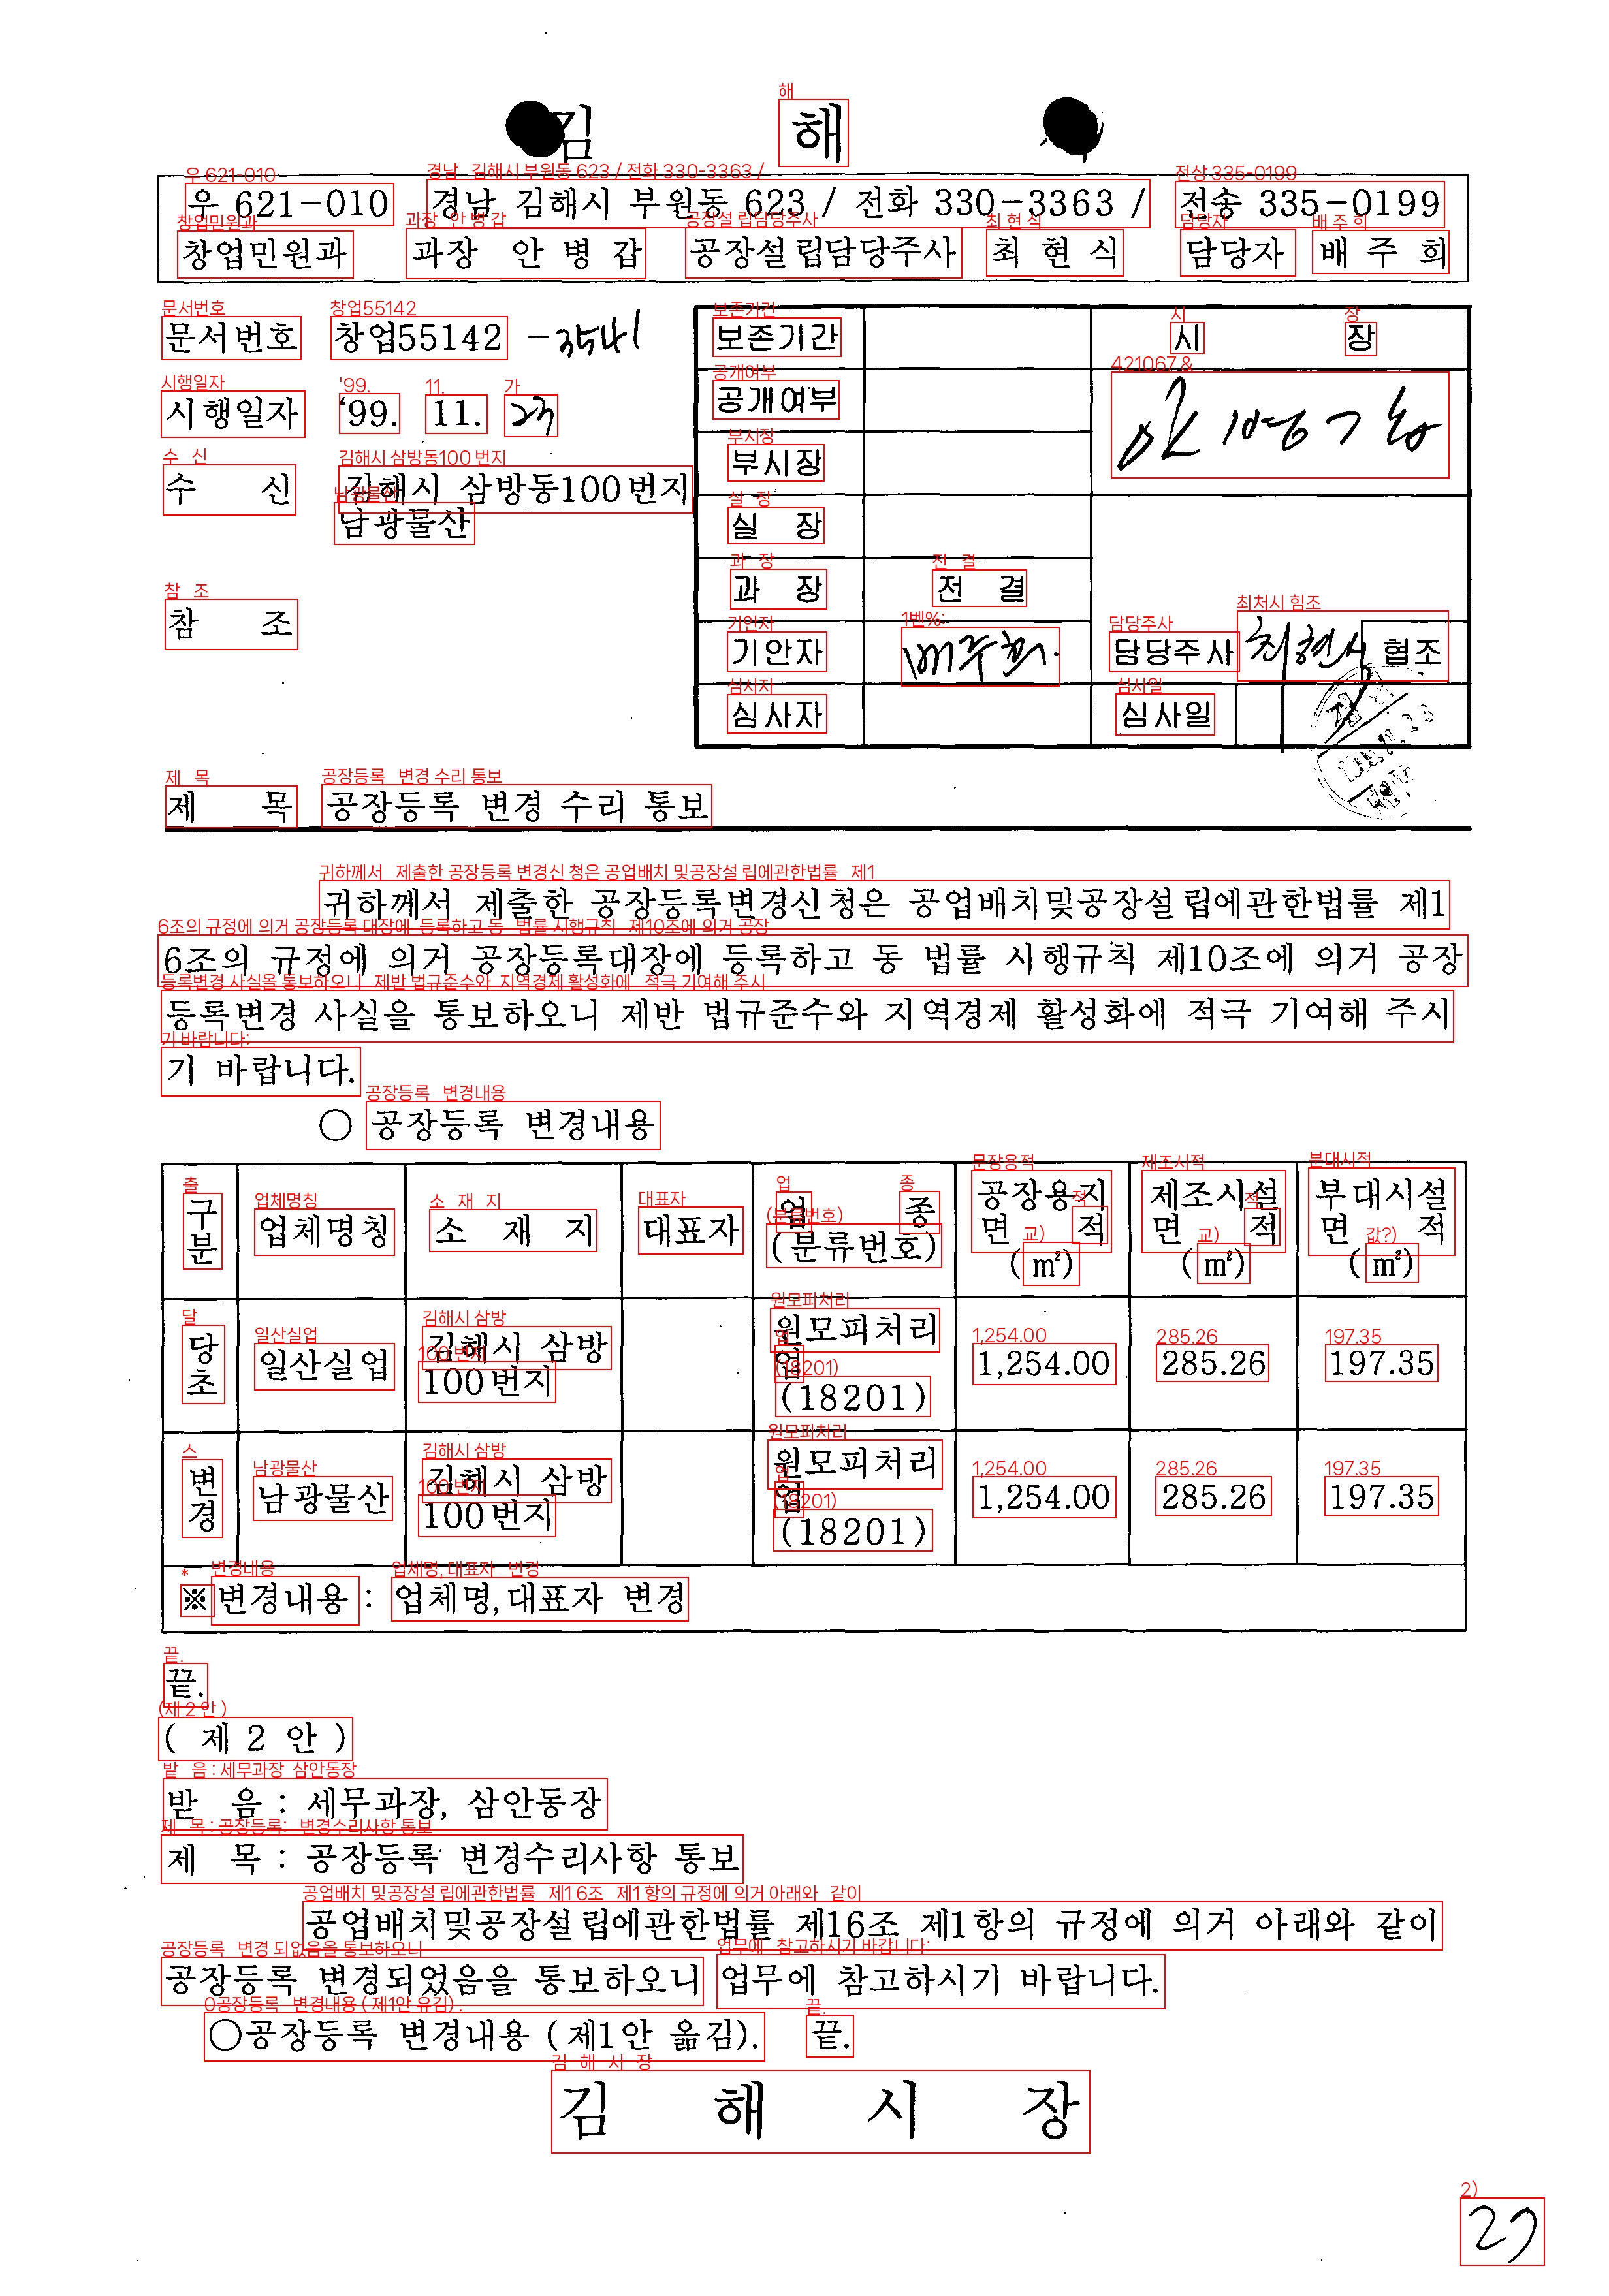 김 해
우 621-010 경남 김해시 부원동 623 / 전화 330-3363 / 전송 335-0199
창업민원과 과장 안 병 갑 공장설립담당주사 최 현 식 담당자 배 주 희
문서번호 창업55142 -3541
시행일자 '99. 11. 23
수 신 김해시 삼방동100번지
남광물산
참 조
보존기간 시 장
공개여부
부시장
실 장
과 장 전 결
기안자 배주희 담당주사 최현식 협조
심사자 심사일
제 목 공장등록 변경 수리 통보
귀하께서 제출한 공장등록변경신청은 공업배치및공장설립에관한법률 제1
6조의 규정에 의거 공장등록대장에 등록하고 동 법률 시행규칙 제10조에 의거 공장
등록변경 사실을 통보하오니 제반 법규준수와 지역경제 활성화에 적극 기여해 주시
기 바랍니다.
○ 공장등록 변경내용
구분 업체명칭 소 재 지 대표자 업 종 (분류번호) 공장용지 면 적 (㎡) 제조시설 면 적 (㎡) 부대시설 면 적 (㎡)
당초 일산실업 김해시 삼방 100번지 원모피처리업 (18201) 1,254.00 285.26 197.35
변경 남광물산 김해시 삼방 100번지 원모피처리업 (18201) 1,254.00 285.26 197.35
※ 변경내용 : 업체명,대표자 변경
끝.
( 제 2 안 )
받 음 : 세무과장, 삼안동장
제 목 : 공장등록 변경수리사항 통보
공업배치및공장설립에관한법률 제16조 제1항의 규정에 의거 아래와 같이
공장등록 변경되었음을 통보하오니 업무에 참고하시기 바랍니다.
○공장등록 변경내용 (제1안 옮김). 끝.
김 해 시 장